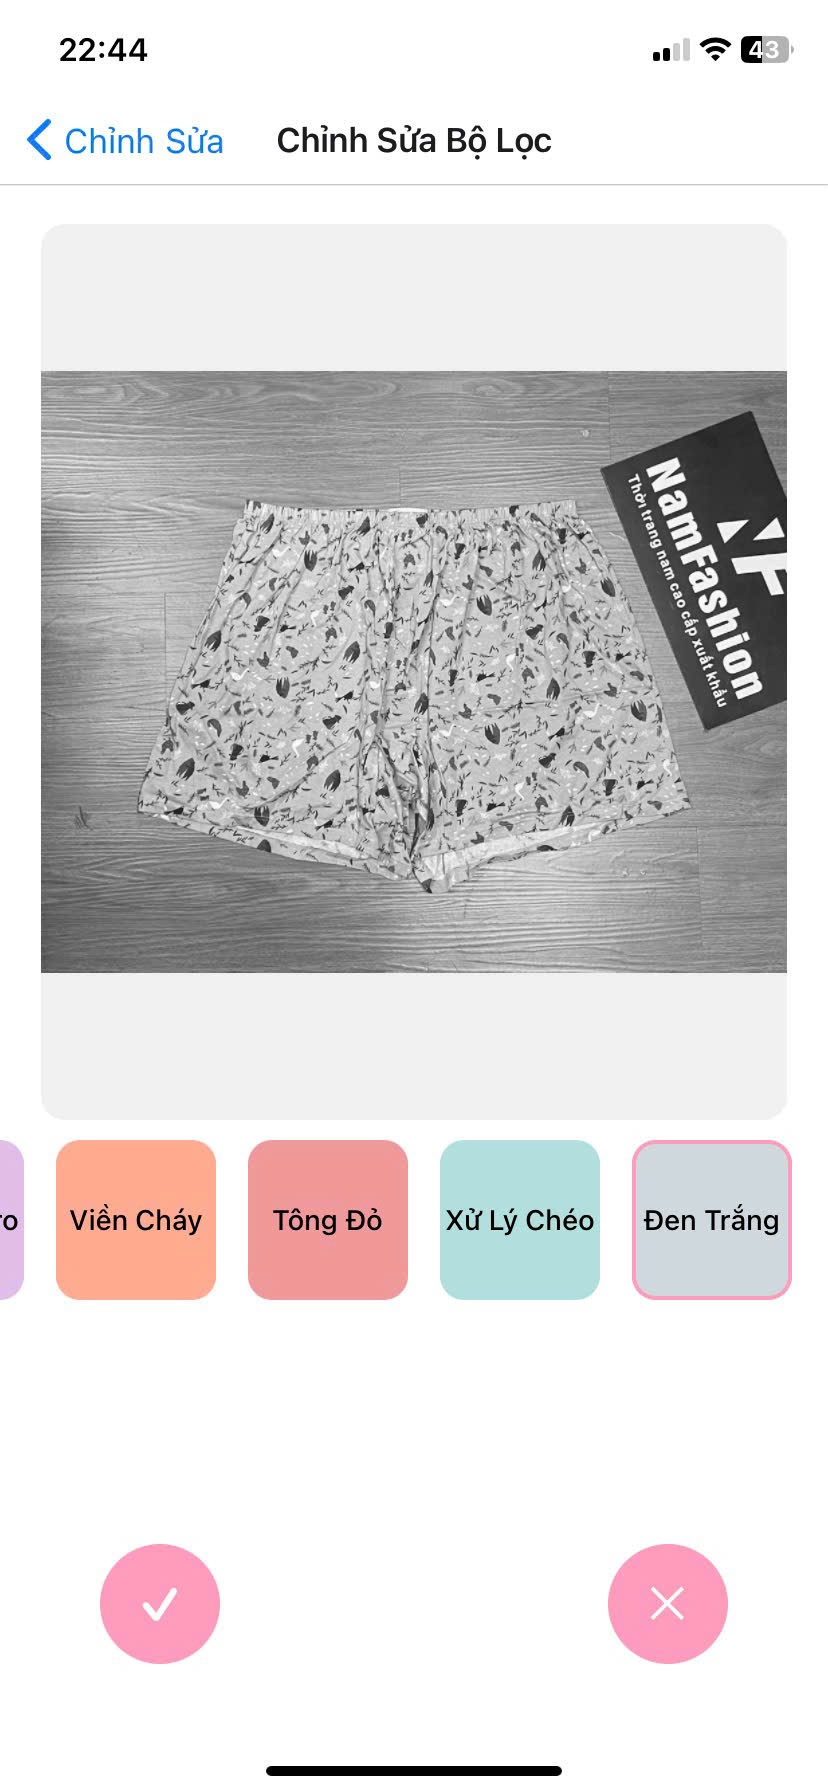 22:44
43
Chỉnh Sửa
Chỉnh Sửa Bộ Lọc
NF
NamFashion
Thời trang nam cao cấp xuất khẩu
ro
Viền Cháy
Tông Đỏ
Xử Lý Chéo
Đen Trắng